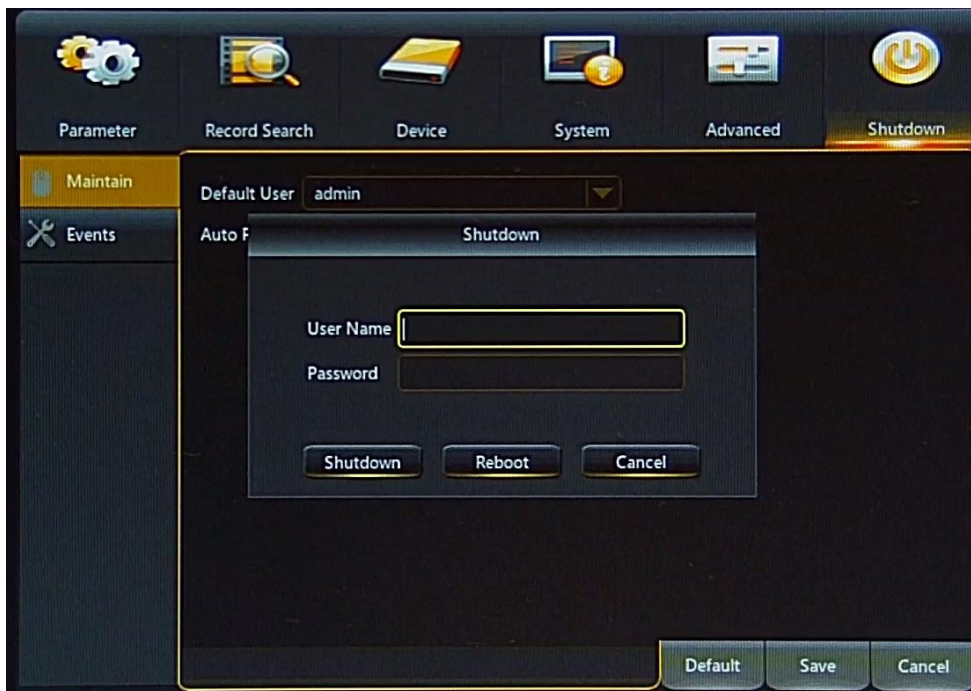 Parameter Record Search Device System Advanced Shutdown
Maintain
Default User admin
Events
Auto
Shutdown
User Name
Password
Shutdown Reboot Cancel
Default Save Cancel